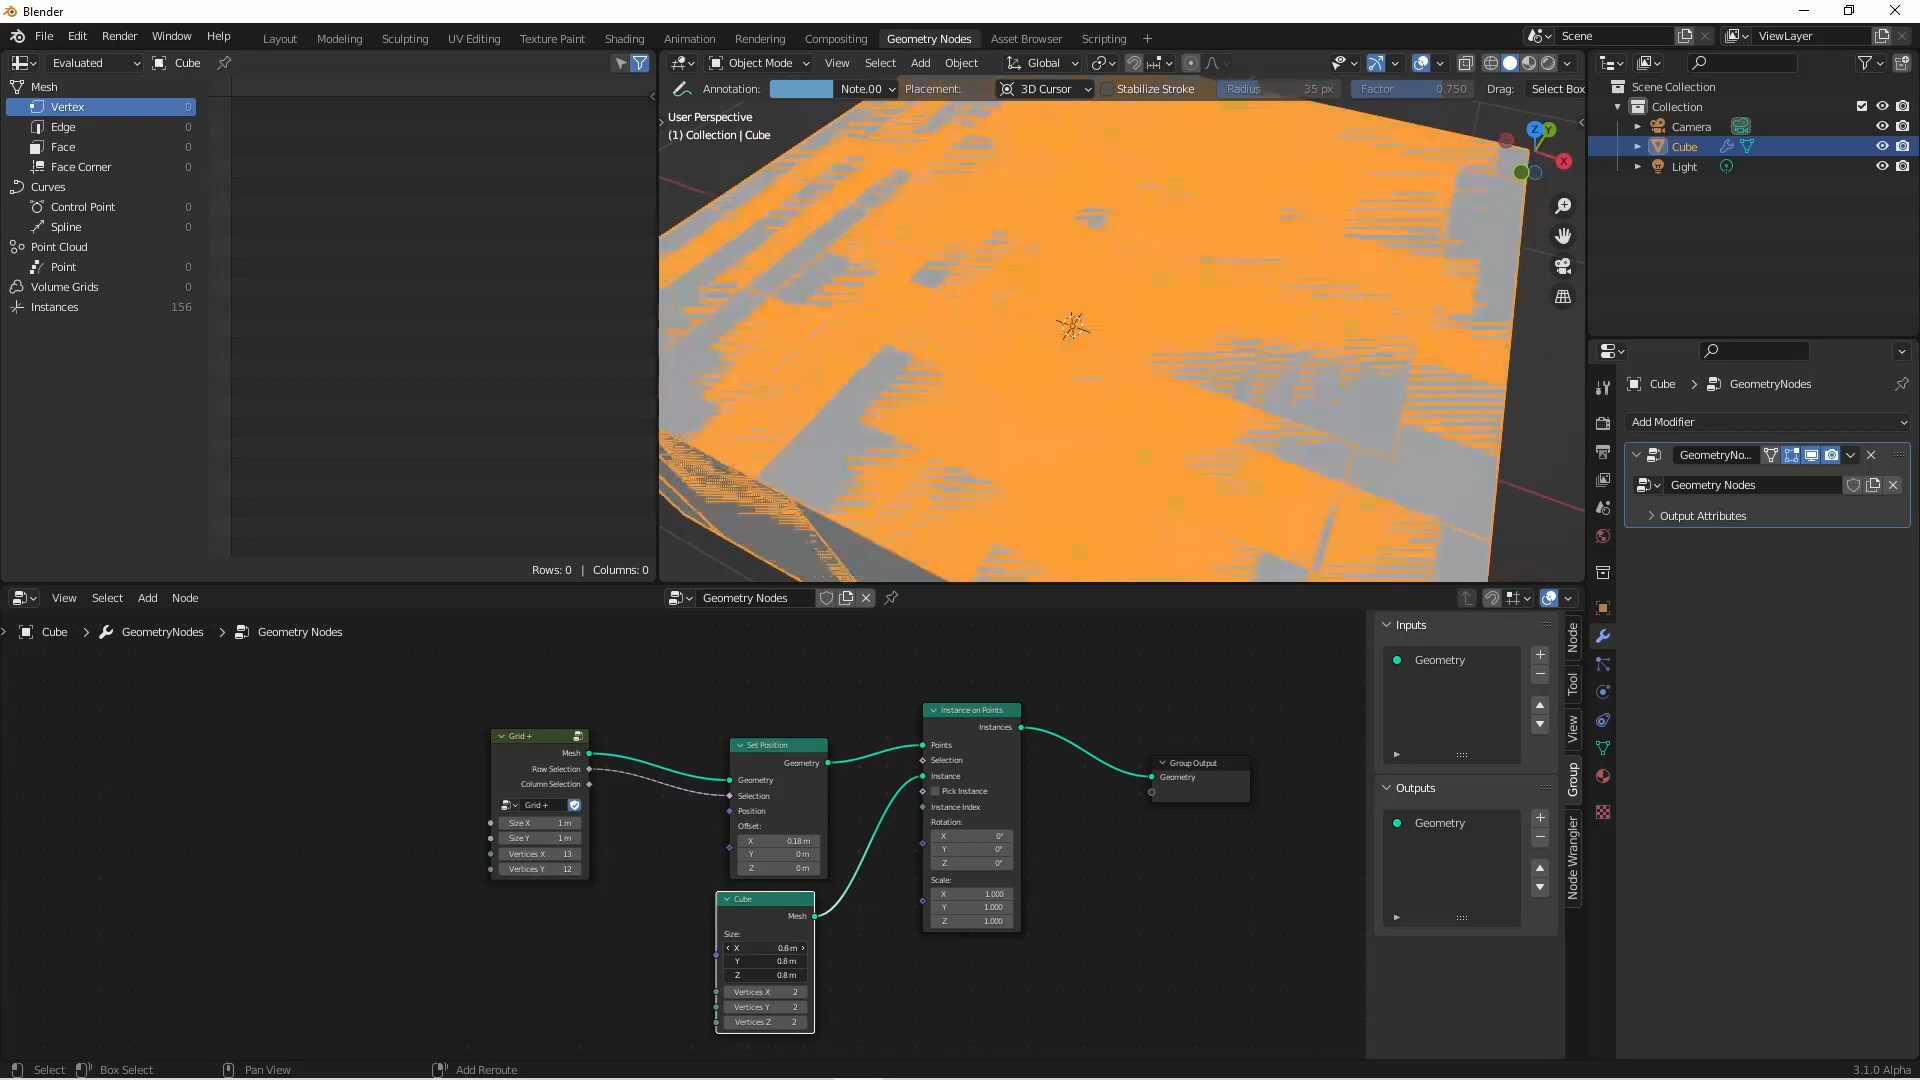 Blender
File Edit Render Window Help
Layout Modeling Sculpting UV Editing Texture Paint Shading Animation Rendering Compositing Geometry Nodes Asset Browser Scripting +
Scene
ViewLayer
Evaluated
Cube
Mesh
Vertex 0
Edge 0
Face 0
Face Corner 0
Curves
Control Point 0
Spline 0
Point Cloud
Point 0
Volume Grids 0
Instances 156
Rows: 0 | Columns: 0
Object Mode View Select Add Object Global
Annotation: Note.00 Placement: 3D Cursor Stabilize Stroke Radius 35 px Factor 0.750 Drag: Select Box
User Perspective
(1) Collection | Cube
Z
Y
X
Scene Collection
Collection
Camera
Cube
Light
Cube > GeometryNodes
Add Modifier
GeometryNo...
Geometry Nodes
Output Attributes
View Select Add Node
Geometry Nodes
Cube > GeometryNodes > Geometry Nodes
Grid +
Mesh
Row Selection
Column Selection
Grid +
Size X 1 m
Size Y 1 m
Vertices X 13
Vertices Y 12
Set Position
Geometry
Geometry
Selection
Position
Offset:
X 0.18 m
Y 0 m
Z 0 m
Cube
Mesh
Size:
X 0.8 m
Y 0.8 m
Z 0.8 m
Vertices X 2
Vertices Y 2
Vertices Z 2
Instance on Points
Instances
Points
Selection
Instance
Pick Instance
Instance Index
Rotation:
X 0°
Y 0°
Z 0°
Scale:
X 1.000
Y 1.000
Z 1.000
Group Output
Geometry
Inputs
Geometry
Outputs
Geometry
Node
Tool
View
Group
Node Wrangler
Select Box Select Pan View Add Reroute
3.1.0 Alpha